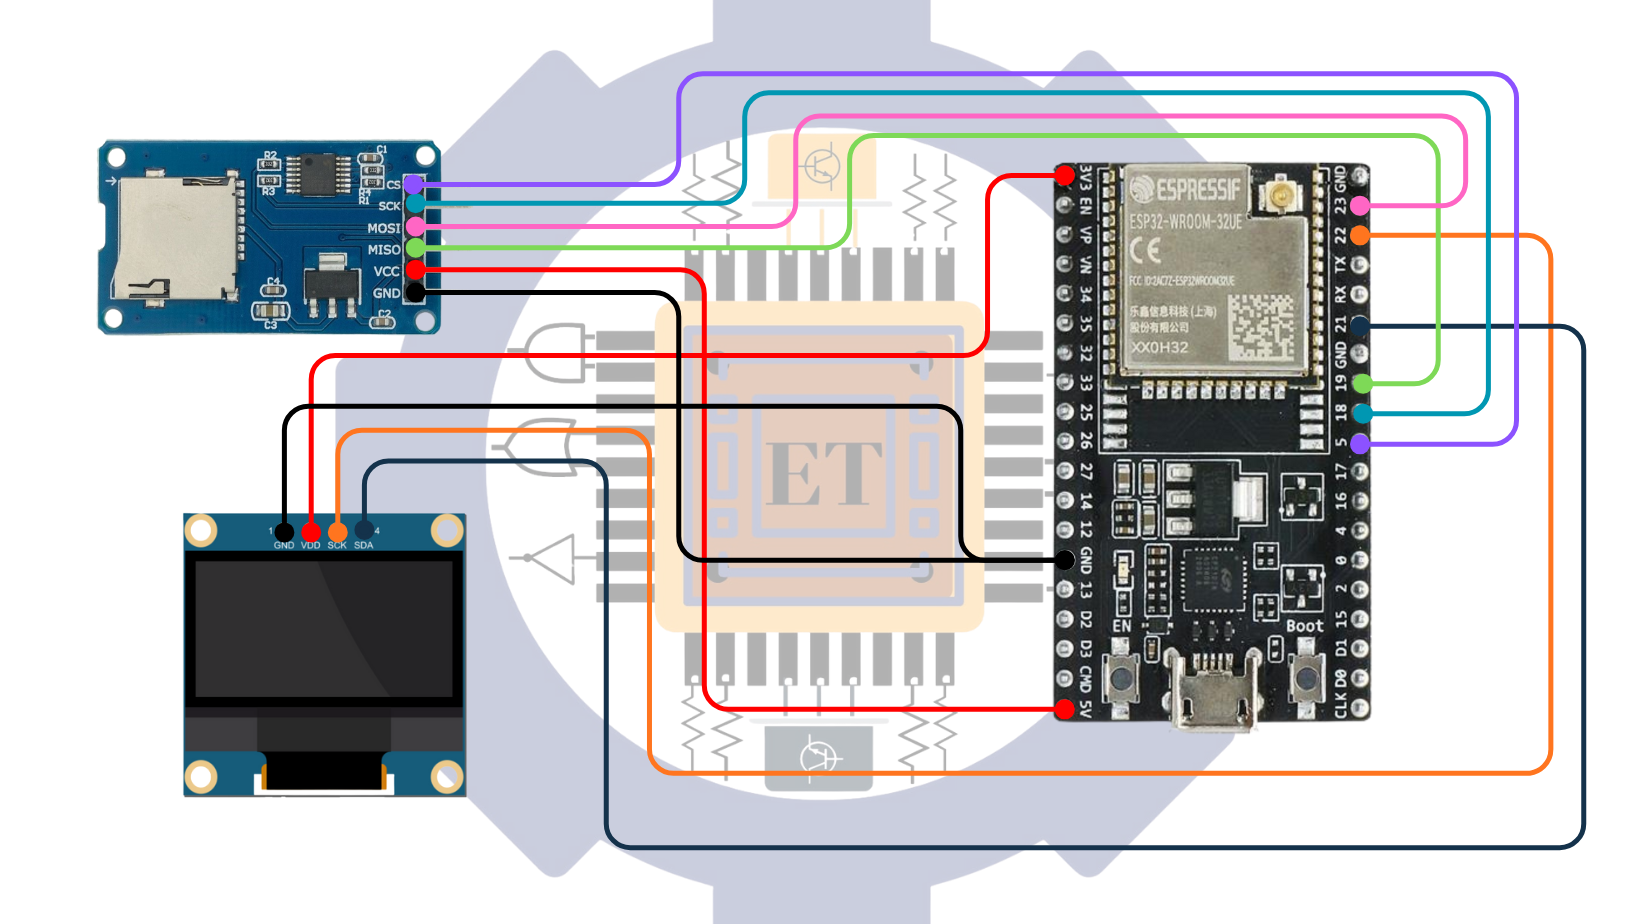 R2
C1
R3
R4
R1
CS
SCK
MOSI
MISO
VCC
GND
C4
C3
C2
1
4
GND
VDD
SCK
SDA
ET
3V3
EN
VP
VN
34
35
32
33
25
26
27
14
12
GND
13
D2
D3
CMD
5V
ESPRESSIF
ESP32-WROOM-32UE
CE
FCC ID:2AC7Z-ESP32WROOM32UE
乐鑫信息科技(上海)
股份有限公司
XX0H32
EN
Boot
GND
23
22
TX
RX
21
GND
19
18
5
17
16
4
0
2
15
D1
D0
CLK